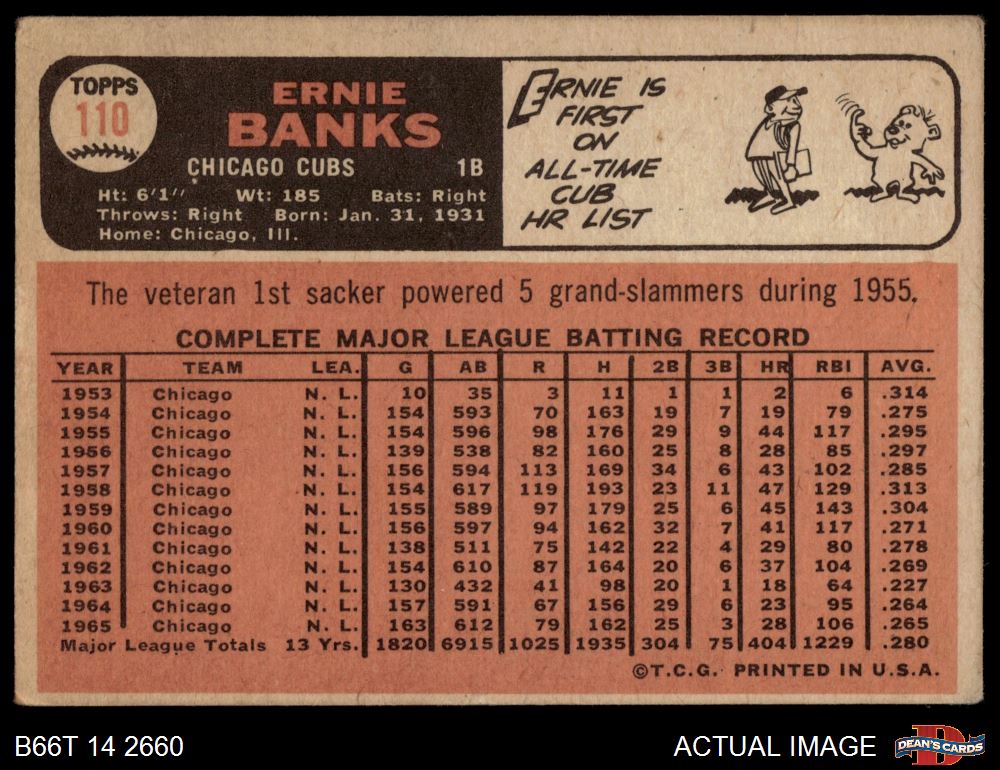 TOPPS
110
ERNIE
BANKS
CHICAGO CUBS 1B
Ht: 6'1" Wt: 185 Bats: Right
Throws: Right Born: Jan. 31, 1931
Home: Chicago, Ill.
ERNIE IS
FIRST
ON
ALL-TIME
CUB
HR LIST
The veteran 1st sacker powered 5 grand-slammers during 1955.
COMPLETE MAJOR LEAGUE BATTING RECORD
YEAR TEAM LEA. G AB R H 2B 3B HR RBI AVG.
1953 Chicago N. L. 10 35 3 11 1 1 2 6 .314
1954 Chicago N. L. 154 593 70 163 19 7 19 79 .275
1955 Chicago N. L. 154 596 98 176 29 9 44 117 .295
1956 Chicago N. L. 139 538 82 160 25 8 28 85 .297
1957 Chicago N. L. 156 594 113 169 34 6 43 102 .285
1958 Chicago N. L. 154 617 119 193 23 11 47 129 .313
1959 Chicago N. L. 155 589 97 179 25 6 45 143 .304
1960 Chicago N. L. 156 597 94 162 32 7 41 117 .271
1961 Chicago N. L. 138 511 75 142 22 4 29 80 .278
1962 Chicago N. L. 154 610 87 164 20 6 37 104 .269
1963 Chicago N. L. 130 432 41 98 20 1 18 64 .227
1964 Chicago N. L. 157 591 67 156 29 6 23 95 .264
1965 Chicago N. L. 163 612 79 162 25 3 28 106 .265
Major League Totals 13 Yrs. 1820 6915 1025 1935 304 75 404 1229 .280
©T.C.G. PRINTED IN U.S.A.
B66T 14 2660
ACTUAL IMAGE
DEAN'S CARDS